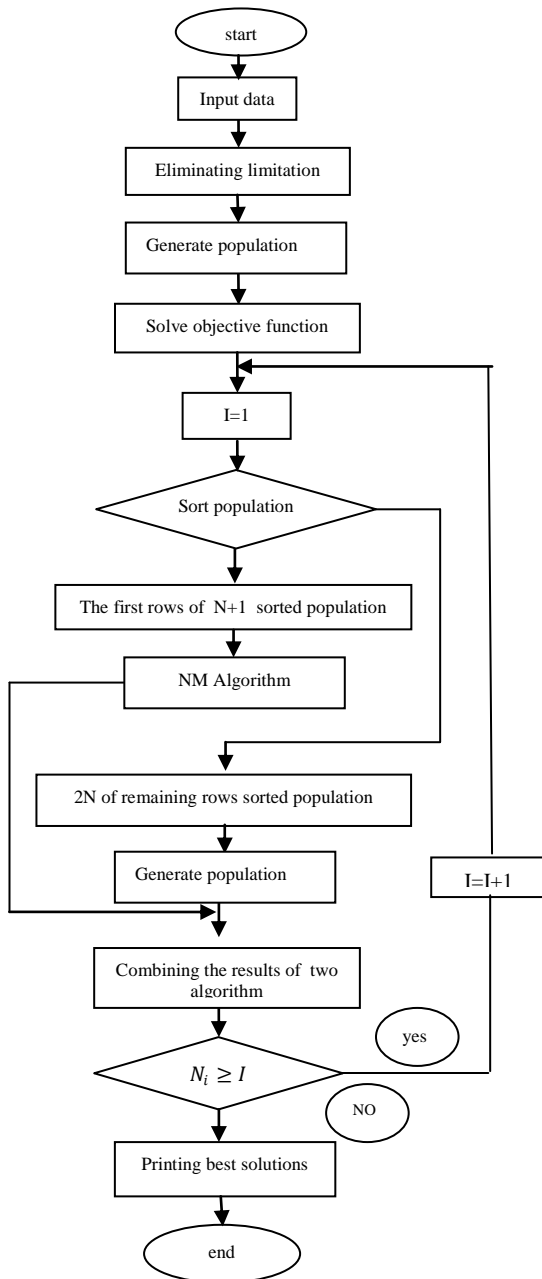 start
Input data
Eliminating limitation
Generate population
Solve objective function
I=1
Sort population
The first rows of N+1 sorted population
NM Algorithm
2N of remaining rows sorted population
Generate population
I=I+1
Combining the results of two
algorithm
yes
N_i ≥ I
NO
Printing best solutions
end